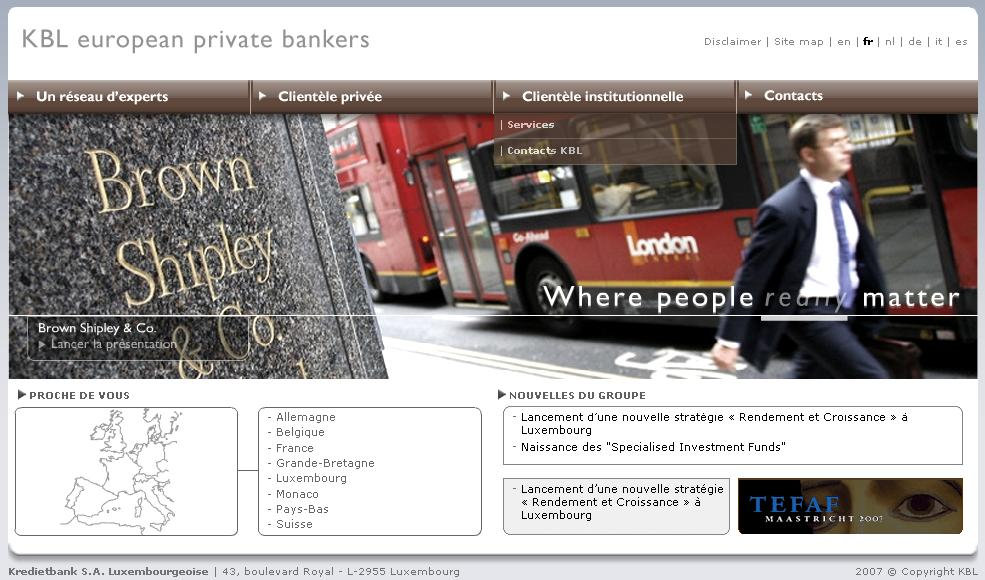 KBL european private bankers
Disclaimer | Site map | en | fr | nl | de | it | es
Un réseau d'experts
Clientèle privée
Clientèle institutionnelle
Contacts
| Services
| Contacts KBL
Brown
Shipley
& Co.
Go-Ahead
London
GENERAL
Where people really matter
Brown Shipley & Co.
Lancer la présentation
PROCHE DE VOUS
- Allemagne
- Belgique
- France
- Grande-Bretagne
- Luxembourg
- Monaco
- Pays-Bas
- Suisse
NOUVELLES DU GROUPE
- Lancement d'une nouvelle stratégie « Rendement et Croissance » á
Luxembourg
- Naissance des "Specialised Investment Funds"
- Lancement d'une nouvelle stratégie
« Rendement et Croissance » à
Luxembourg
TEFAF
MAASTRICHT 2007
Kredietbank S.A. Luxembourgeoise | 43, boulevard Royal - L-2955 Luxembourg
2007 © Copyright KBL